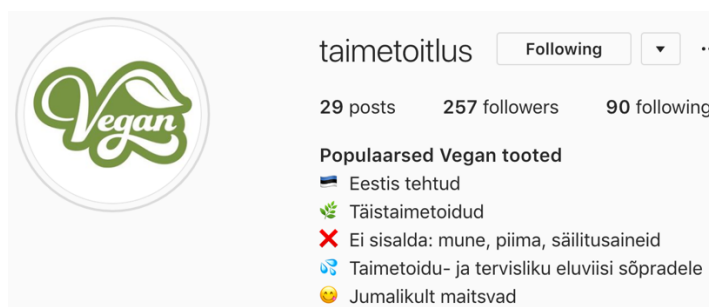 Vegan
taimetoitlus Following
29 posts 257 followers 90 following
Populaarsed Vegan tooted
🇪🇪 Eestis tehtud
🌿 Täistaimetoidud
❌ Ei sisalda: mune, piima, säilitusaineid
💦 Taimetoidu- ja tervisliku eluviisi sõpradele
😋 Jumalikult maitsvad